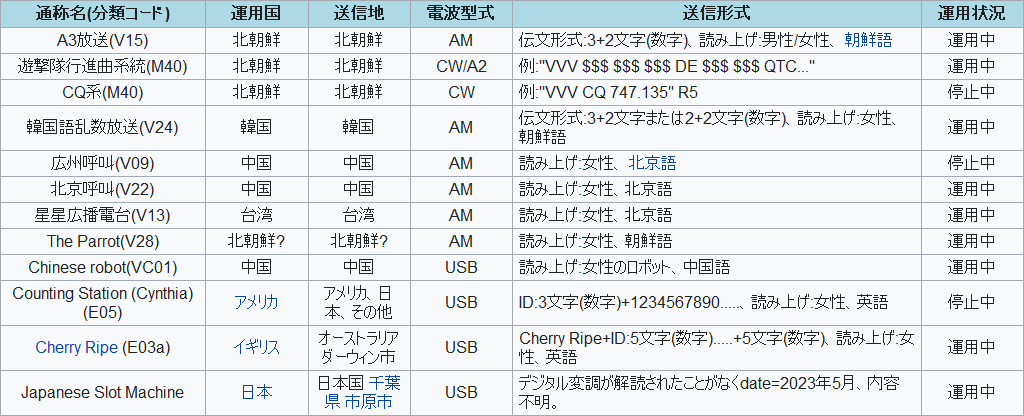 通称名(分類コード) 運用国 送信地 電波型式 送信形式 運用状況
A3放送(V15) 北朝鮮 北朝鮮 AM 伝文形式:3+2文字(数字)、読み上げ:男性/女性、朝鮮語 運用中
遊撃隊行進曲系統(M40) 北朝鮮 北朝鮮 CW/A2 例:"VVV $$$ $$$ $$$ DE $$$ $$$ QTC..." 運用中
CQ系(M40) 北朝鮮 北朝鮮 CW 例:"VVV CQ 747.135" R5 停止中
韓国語乱数放送(V24) 韓国 韓国 AM 伝文形式:3+2文字または2+2文字(数字)、読み上げ:女性、 運用中
朝鮮語
広州呼叫(V09) 中国 中国 AM 読み上げ:女性、北京語 停止中
北京呼叫(V22) 中国 中国 AM 読み上げ:女性、北京語 運用中
星星広播電台(V13) 台湾 台湾 AM 読み上げ:女性、北京語 運用中
The Parrot(V28) 北朝鮮? 北朝鮮? AM 読み上げ:女性、朝鮮語 運用中
Chinese robot(VC01) 中国 中国 USB 読み上げ:女性のロボット、中国語 運用中
Counting Station (Cynthia)
(E05) アメリカ アメリカ、日
本、その他 USB ID:3文字(数字)+1234567890.....、読み上げ:女性、英語 停止中
Cherry Ripe (E03a) イギリス オーストラリア
ダーウィン市 USB Cherry Ripe+ID:5文字(数字).....+5文字(数字)、読み上げ:女
性、英語 運用中
Japanese Slot Machine 日本 日本国 千葉
県 市原市 USB デジタル変調が解読されたことがなくdate=2023年5月、内容
不明。 運用中